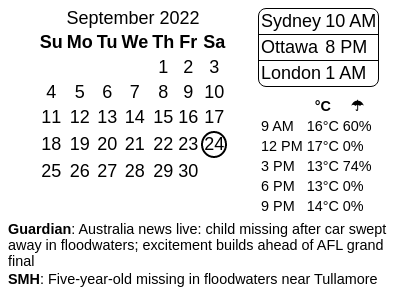 September 2022
Su Mo Tu We Th Fr Sa
1 2 3
4 5 6 7 8 9 10
11 12 13 14 15 16 17
18 19 20 21 22 23 24
25 26 27 28 29 30
Sydney 10 AM
Ottawa 8 PM
London 1 AM
°C ☂
9 AM 16°C 60%
12 PM 17°C 0%
3 PM 13°C 74%
6 PM 13°C 0%
9 PM 14°C 0%
Guardian: Australia news live: child missing after car swept
away in floodwaters; excitement builds ahead of AFL grand
final
SMH: Five-year-old missing in floodwaters near Tullamore